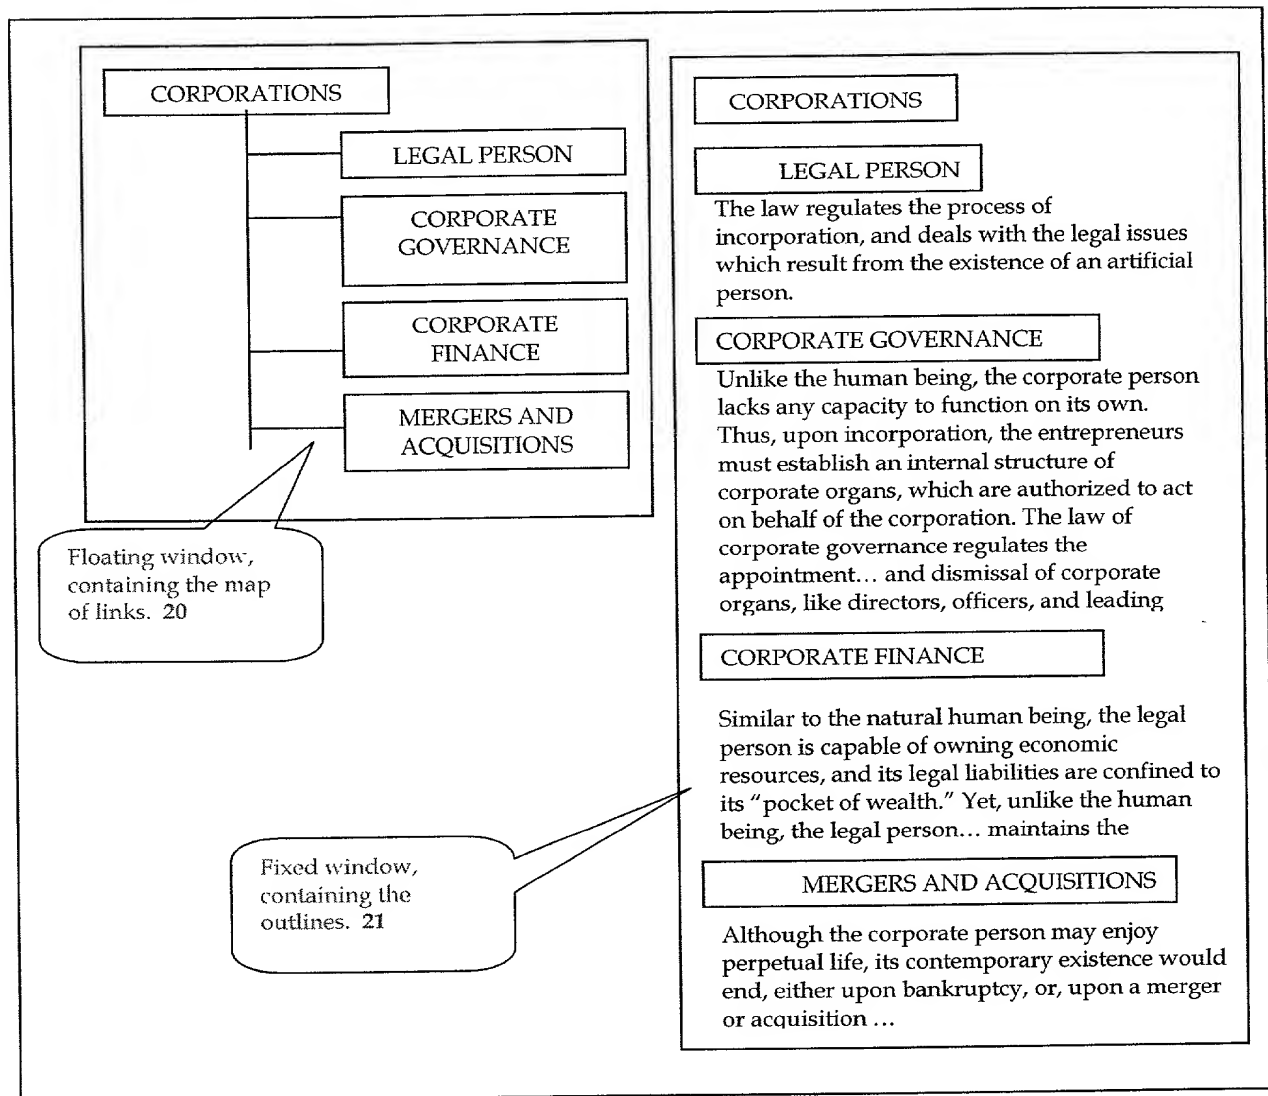 CORPORATIONS
LEGAL PERSON
CORPORATE
GOVERNANCE
CORPORATE
FINANCE
MERGERS AND
ACQUISITIONS
Floating window,
containing the map
of links. 20
CORPORATIONS
LEGAL PERSON
The law regulates the process of
incorporation, and deals with the legal issues
which result from the existence of an artificial
person.
CORPORATE GOVERNANCE
Unlike the human being, the corporate person
lacks any capacity to function on its own.
Thus, upon incorporation, the entrepreneurs
must establish an internal structure of
corporate organs, which are authorized to act
on behalf of the corporation. The law of
corporate governance regulates the
appointment... and dismissal of corporate
organs, like directors, officers, and leading
CORPORATE FINANCE
Similar to the natural human being, the legal
person is capable of owning economic
resources, and its legal liabilities are confined to
its "pocket of wealth." Yet, unlike the human
being, the legal person... maintains the
MERGERS AND ACQUISITIONS
Although the corporate person may enjoy
perpetual life, its contemporary existence would
end, either upon bankruptcy, or, upon a merger
or acquisition ...
Fixed window,
containing the
outlines. 21